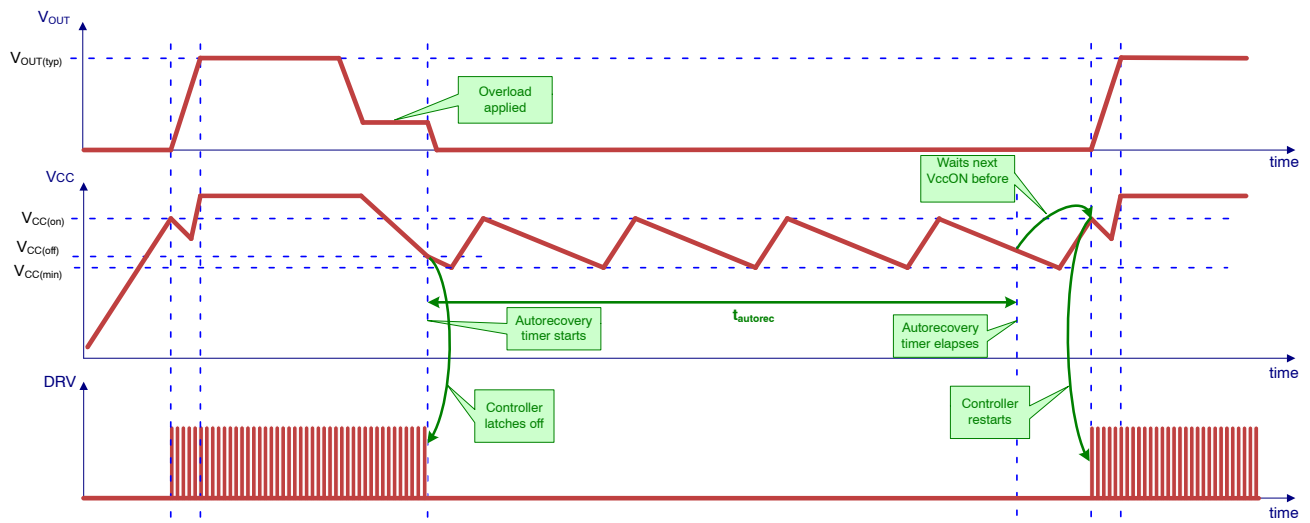 VOUT
VOUT(typ)
Overload
applied
time
Waits next
VccON before
VCC
VCC(on)
VCC(off)
VCC(min)
tautorec
Autorecovery
timer starts
Autorecovery
timer elapses
time
DRV
Controller
latches off
Controller
restarts
time